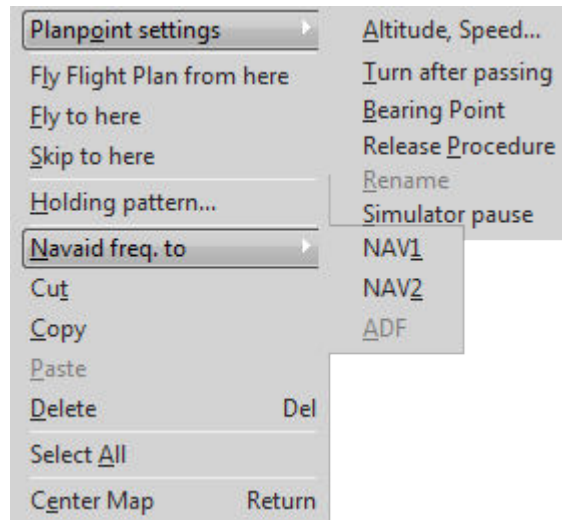 Planpoint settings
Fly Flight Plan from here
Fly to here
Skip to here
Holding pattern...
Navaid freq. to
Cut
Copy
Paste
Delete Del
Select All
Center Map Return
Altitude, Speed...
Turn after passing
Bearing Point
Release Procedure
Rename
Simulator pause
NAV1
NAV2
ADF